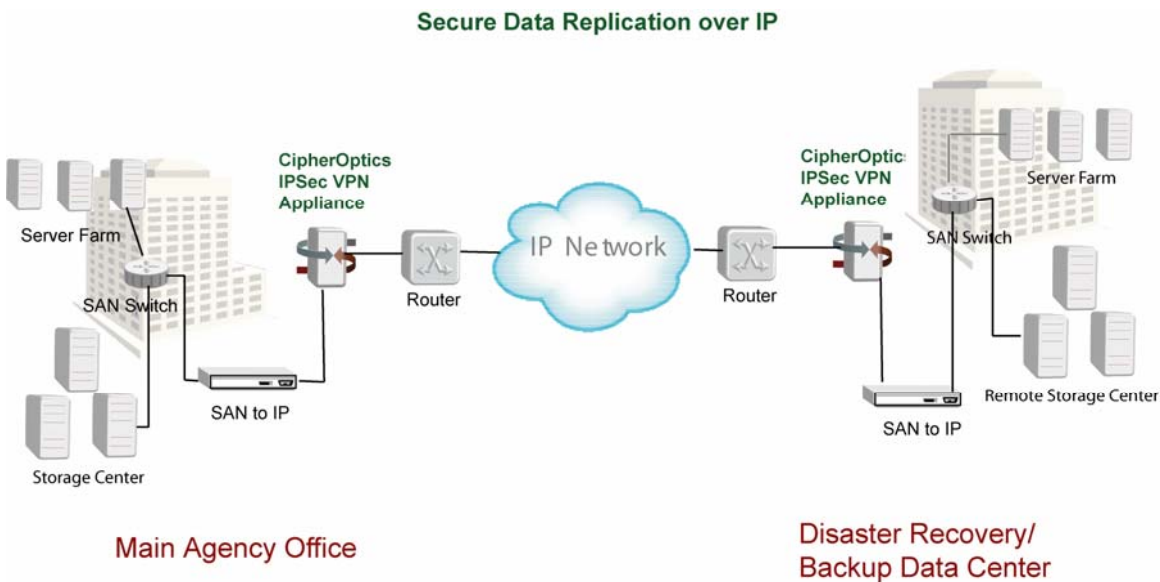 Secure Data Replication over IP
CipherOptics
IPSec VPN
Appliance
Server Farm
SAN Switch
Storage Center
SAN to IP
Router
IP Network
Router
CipherOptics
IPSec VPN
Appliance
SAN to IP
Server Farm
SAN Switch
Remote Storage Center
Main Agency Office
Disaster Recovery/
Backup Data Center